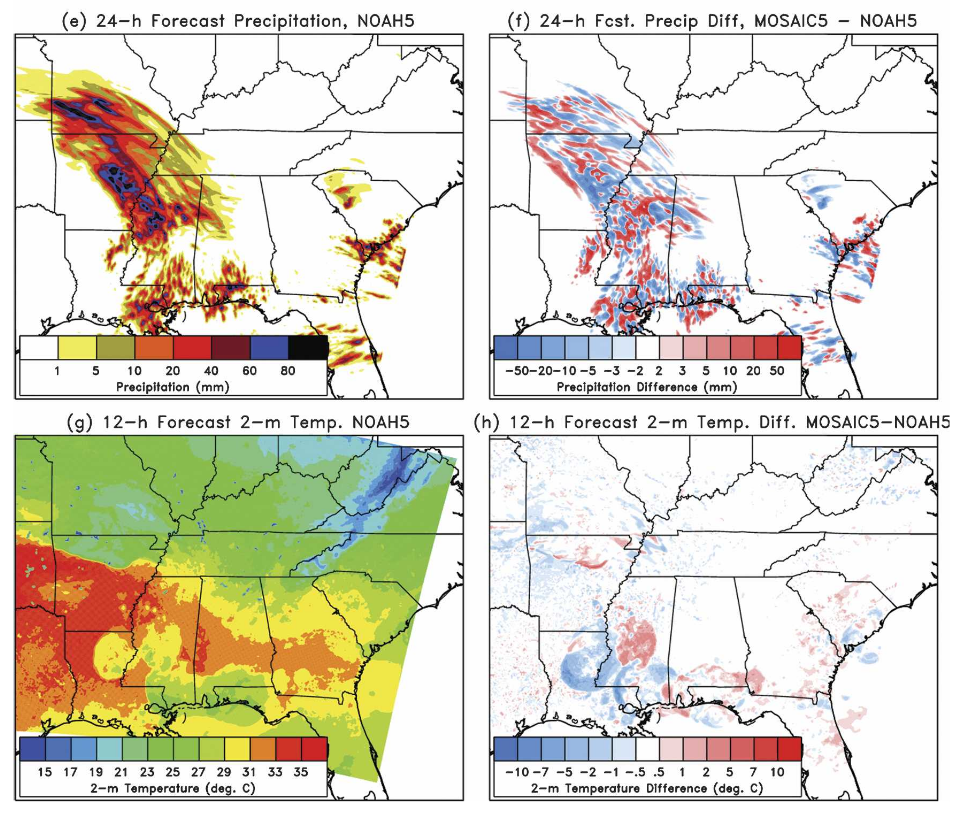 (e) 24-h Forecast Precipitation, NOAH5
(f) 24-h Fcst. Precip Diff, MOSAIC5 - NOAH5
1 5 10 20 40 60 80
Precipitation (mm)
-50-20-10 -5 -3 -2 2 3 5 10 20 50
Precipitation Difference (mm)
(g) 12-h Forecast 2-m Temp. NOAH5
(h) 12-h Forecast 2-m Temp. Diff. MOSAIC5-NOAH5
15 17 19 21 23 25 27 29 31 33 35
2-m Temperature (deg. C)
-10 -7 -5 -2 -1 -.5 .5 1 2 5 7 10
2-m Temperature Difference (deg. C)